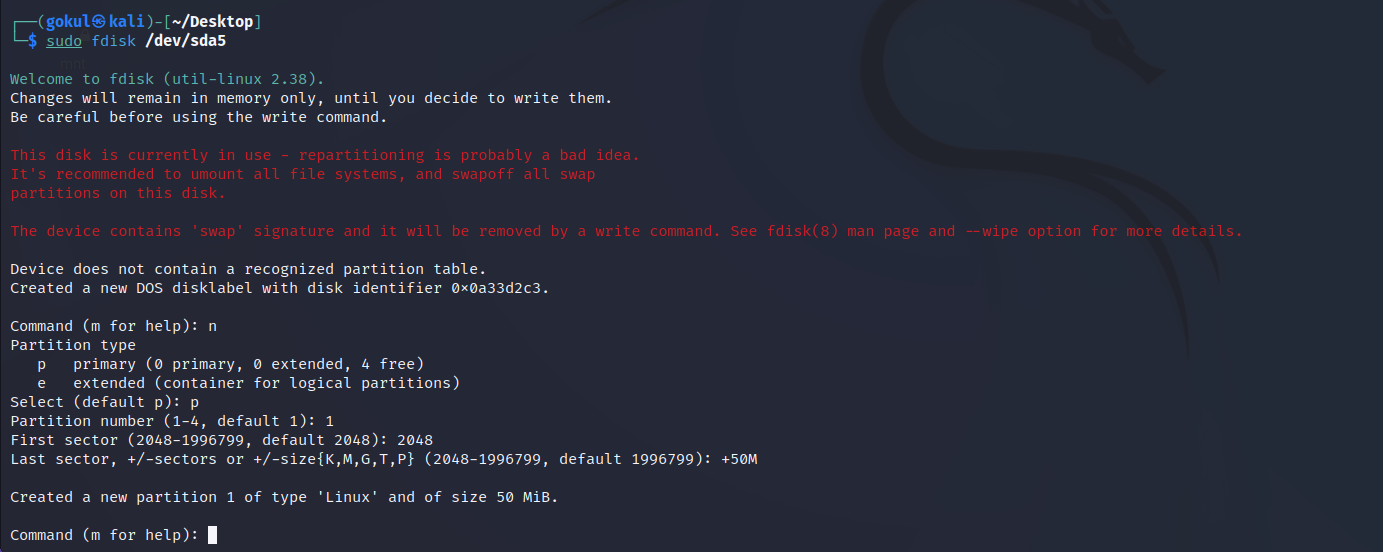 ┌──(gokul㉿kali)-[~/Desktop]
└─$ sudo fdisk /dev/sda5
Welcome to fdisk (util-linux 2.38).
Changes will remain in memory only, until you decide to write them.
Be careful before using the write command.
This disk is currently in use - repartitioning is probably a bad idea.
It's recommended to umount all file systems, and swapoff all swap
partitions on this disk.
The device contains 'swap' signature and it will be removed by a write command. See fdisk(8) man page and --wipe option for more details.
Device does not contain a recognized partition table.
Created a new DOS disklabel with disk identifier 0x0a33d2c3.
Command (m for help): n
Partition type
   p   primary (0 primary, 0 extended, 4 free)
   e   extended (container for logical partitions)
Select (default p): p
Partition number (1-4, default 1): 1
First sector (2048-1996799, default 2048): 2048
Last sector, +/-sectors or +/-size{K,M,G,T,P} (2048-1996799, default 1996799): +50M
Created a new partition 1 of type 'Linux' and of size 50 MiB.
Command (m for help):